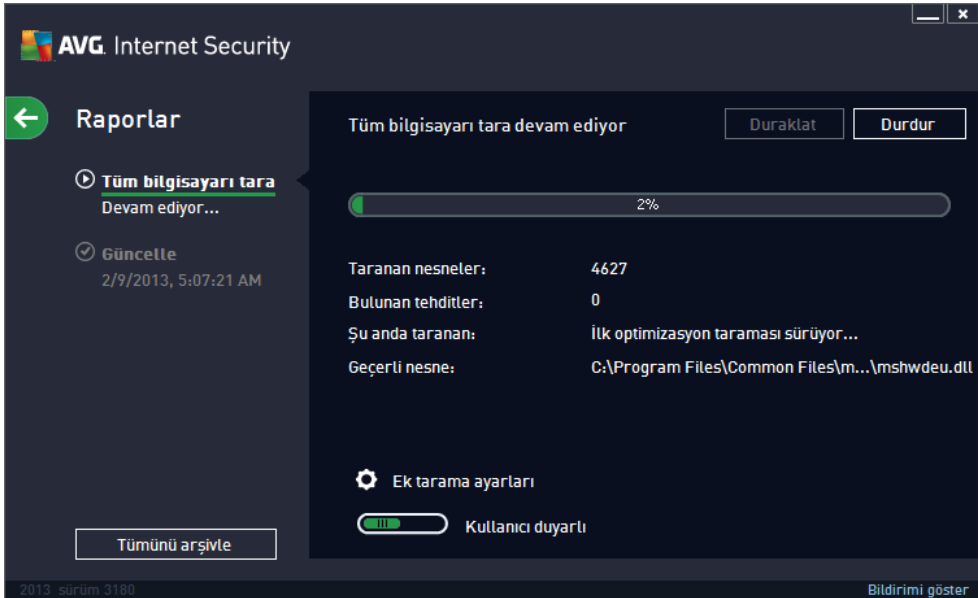 AVG. Internet Security
Raporlar
Tüm bilgisayarı tara
Devam ediyor...
Güncelle
2/9/2013, 5:07:21 AM
Tümünü arşivle
Tüm bilgisayarı tara devam ediyor
Duraklat
Durdur
2%
Taranan nesneler: 4627
Bulunan tehditler: 0
Şu anda taranan: İlk optimizasyon taraması sürüyor...
Geçerli nesne: C:\Program Files\Common Files\m...\mshwdeu.dll
Ek tarama ayarları
Kullanıcı duyarlı
2013 sürüm 3180
Bildirimi göster